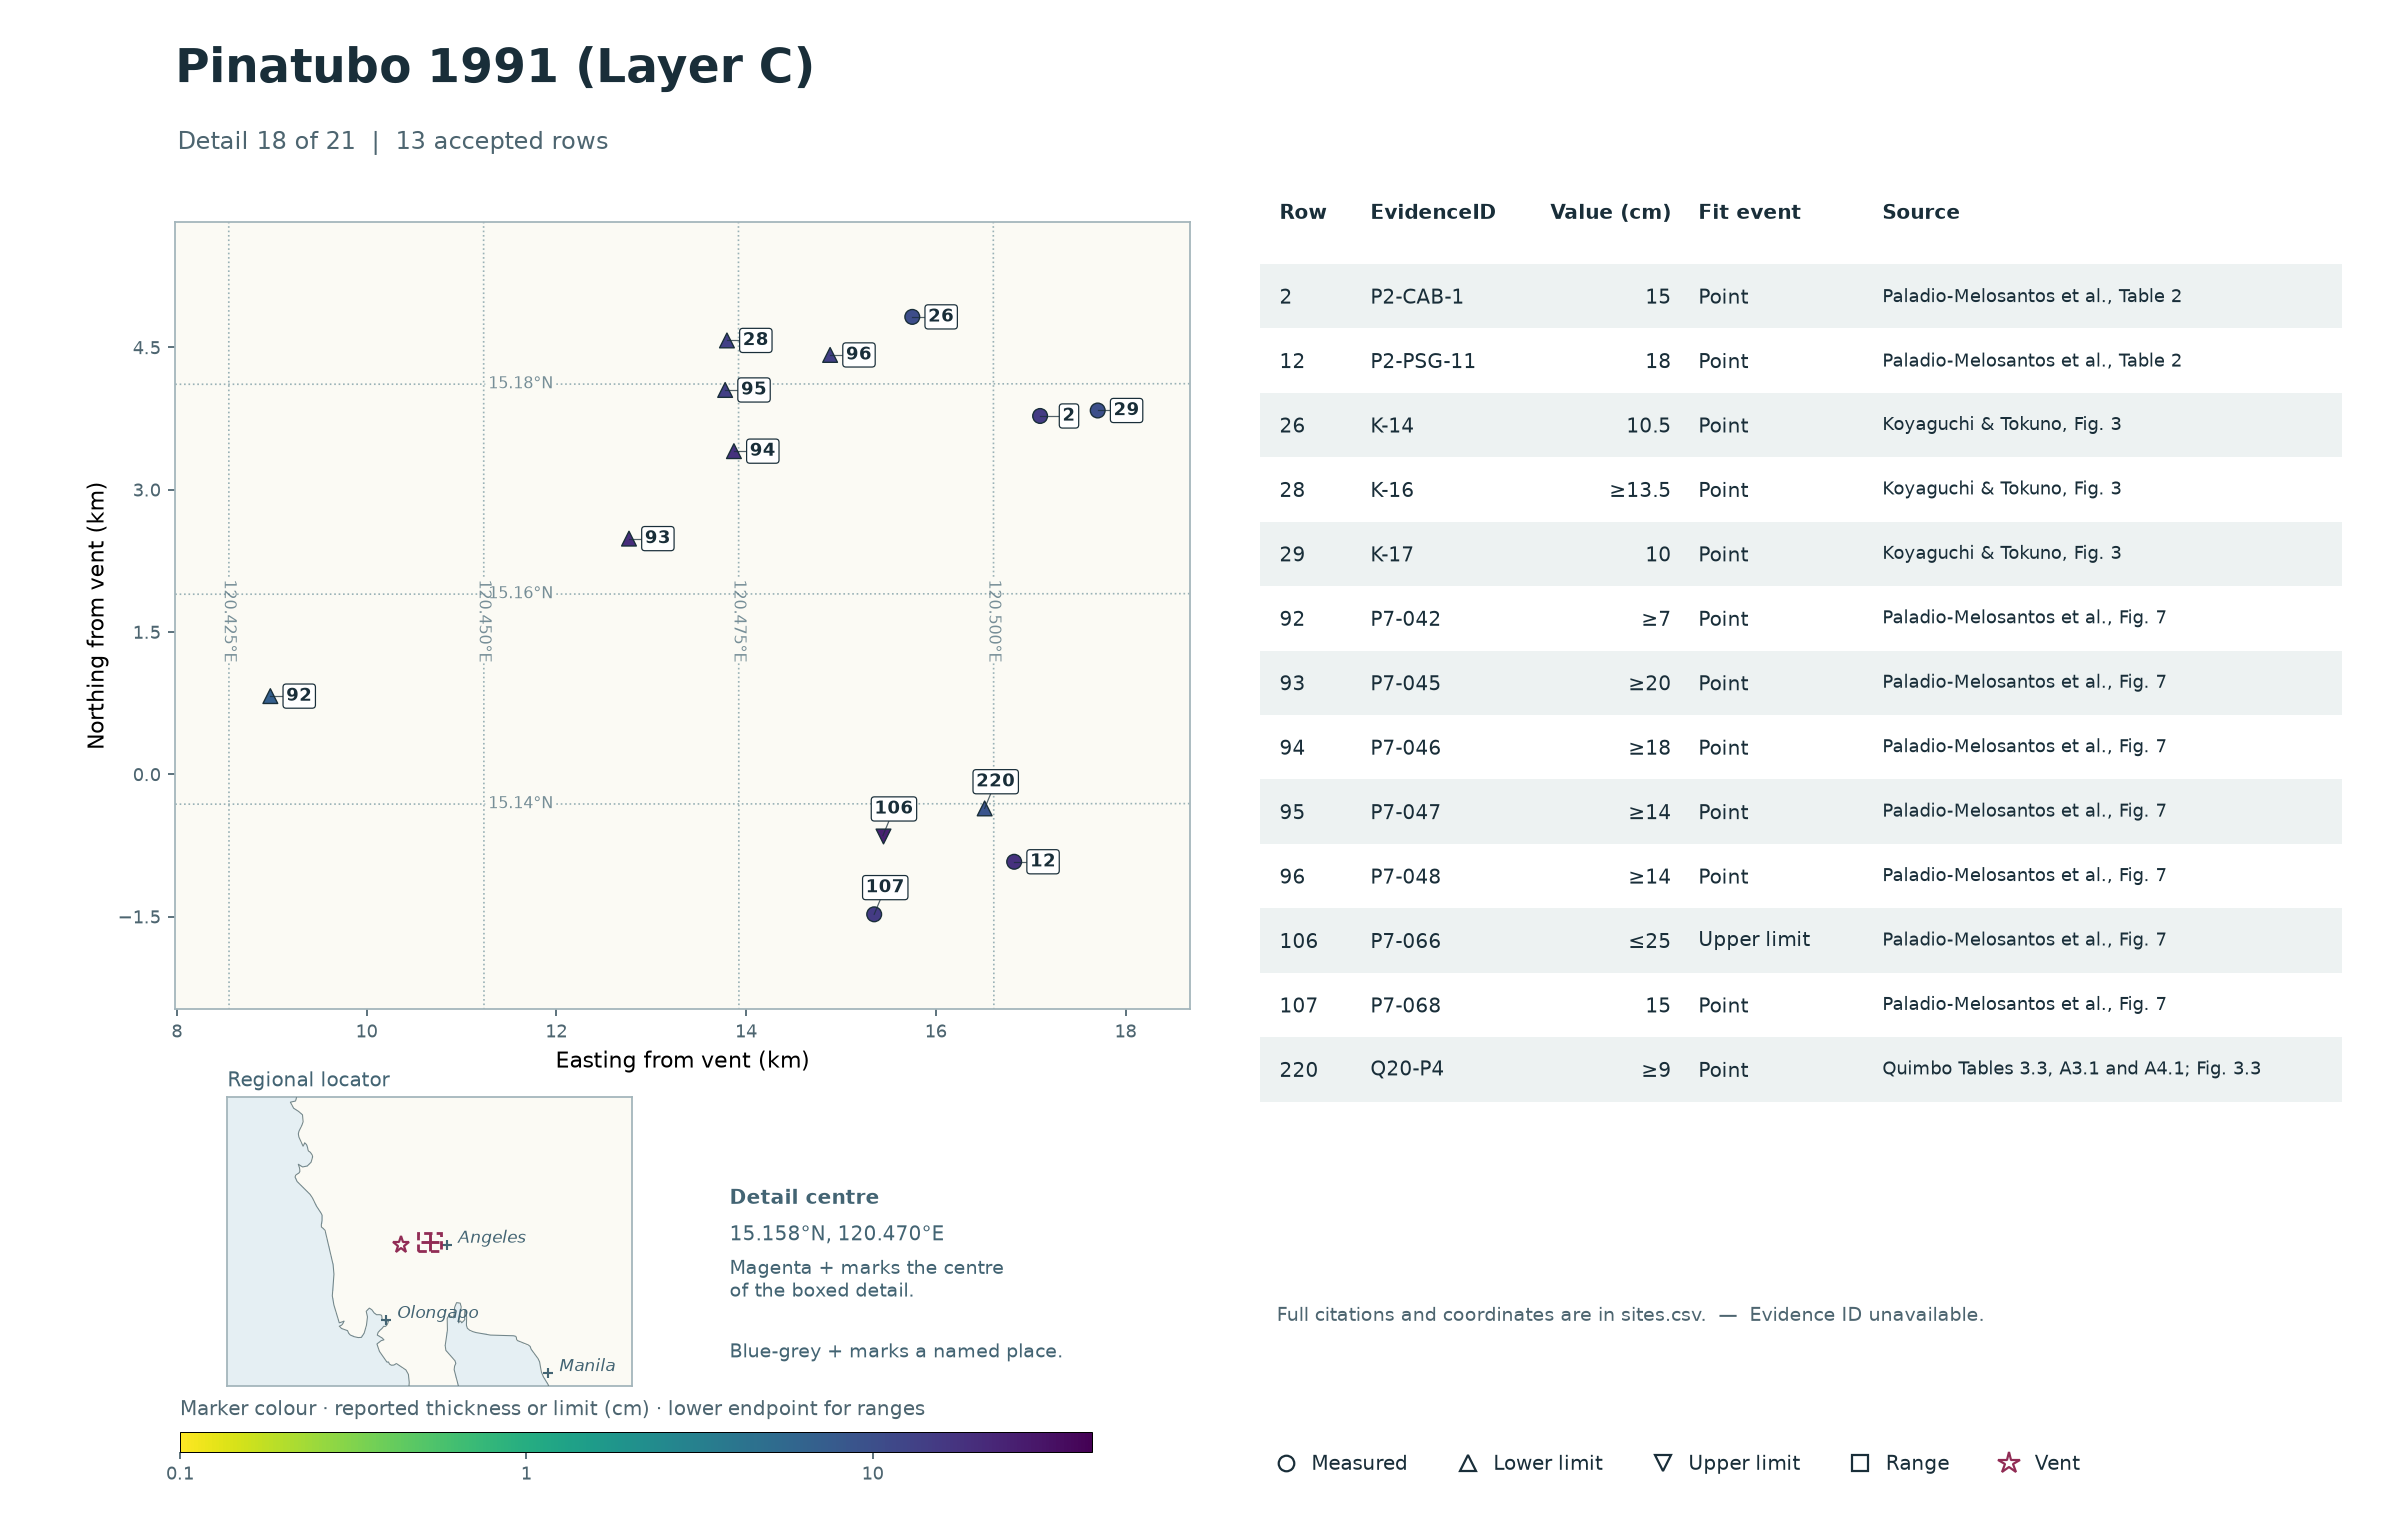 Pinatubo 1991 (Layer C)
Detail 18 of 21 | 13 accepted rows
Row EvidenceID Value (cm) Fit event Source
2 P2-CAB-1 15 Point Paladio-Melosantos et al., Table 2
12 P2-PSG-11 18 Point Paladio-Melosantos et al., Table 2
26 K-14 10.5 Point Koyaguchi & Tokuno, Fig. 3
28 K-16 ≥13.5 Point Koyaguchi & Tokuno, Fig. 3
29 K-17 10 Point Koyaguchi & Tokuno, Fig. 3
92 P7-042 ≥7 Point Paladio-Melosantos et al., Fig. 7
93 P7-045 ≥20 Point Paladio-Melosantos et al., Fig. 7
94 P7-046 ≥18 Point Paladio-Melosantos et al., Fig. 7
95 P7-047 ≥14 Point Paladio-Melosantos et al., Fig. 7
96 P7-048 ≥14 Point Paladio-Melosantos et al., Fig. 7
106 P7-066 ≤25 Upper limit Paladio-Melosantos et al., Fig. 7
107 P7-068 15 Point Paladio-Melosantos et al., Fig. 7
220 Q20-P4 ≥9 Point Quimbo Tables 3.3, A3.1 and A4.1; Fig. 3.3
Northing from vent (km)
4.5
3.0
1.5
0.0
−1.5
26
28
96
15.18°N
95
2
29
94
93
15.16°N
120.425°E
120.450°E
120.475°E
120.500°E
92
220
15.14°N
106
12
107
8 10 12 14 16 18
Easting from vent (km)
Regional locator
Angeles
Olongapo
Manila
Detail centre
15.158°N, 120.470°E
Magenta + marks the centre
of the boxed detail.
Blue-grey + marks a named place.
Full citations and coordinates are in sites.csv. — Evidence ID unavailable.
Marker colour · reported thickness or limit (cm) · lower endpoint for ranges
0.1 1 10
Measured Lower limit Upper limit Range Vent